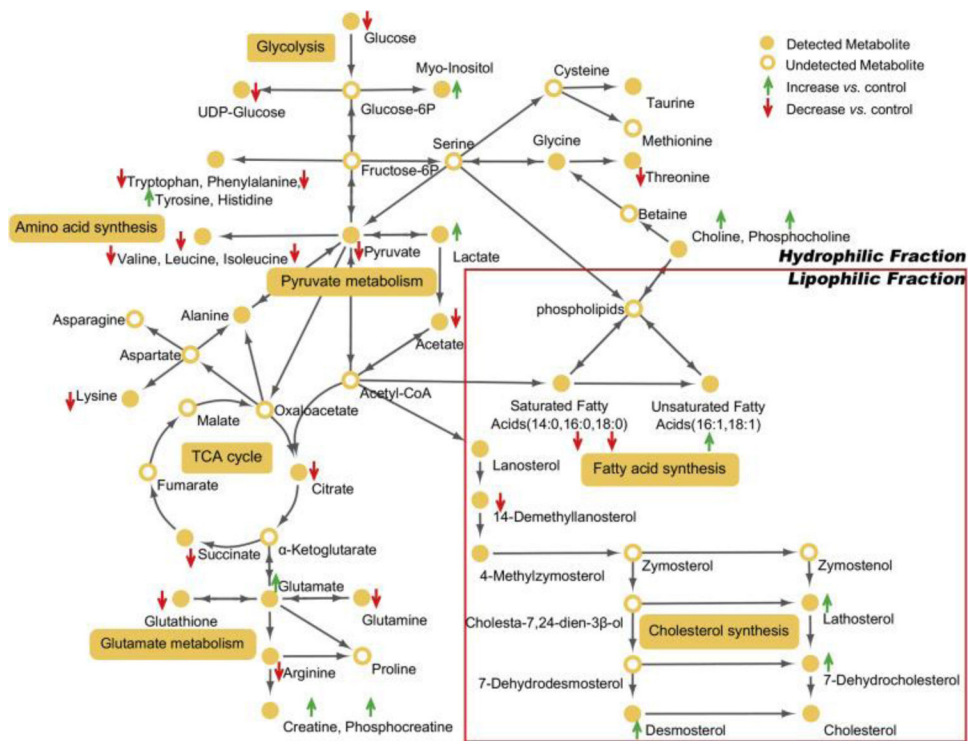 Glucose
Glycolysis
Detected Metabolite
Undetected Metabolite
Increase vs. control
Decrease vs. control
Myo-Inositol
UDP-Glucose
Glucose-6P
Cysteine
Taurine
Methionine
Serine
Glycine
Fructose-6P
Threonine
Tryptophan, Phenylalanine,
Tyrosine, Histidine
Betaine
Choline, Phosphocholine
Amino acid synthesis
Valine, Leucine, Isoleucine
Pyruvate
Lactate
Hydrophilic Fraction
Lipophilic Fraction
Pyruvate metabolism
phospholipids
Asparagine
Alanine
Acetate
Aspartate
Lysine
Acetyl-CoA
Malate
Oxaloacetate
Saturated Fatty
Acids(14:0,16:0,18:0)
Unsaturated Fatty
Acids(16:1,18:1)
TCA cycle
Fatty acid synthesis
Lanosterol
Fumarate
Citrate
14-Demethyllanosterol
Succinate
α-Ketoglutarate
4-Methylzymosterol
Zymosterol
Zymostenol
Glutamate
Glutathione
Glutamine
Cholesta-7,24-dien-3β-ol
Cholesterol synthesis
Lathosterol
Glutamate metabolism
Arginine
Proline
7-Dehydrodesmosterol
7-Dehydrocholesterol
Creatine, Phosphocreatine
Desmosterol
Cholesterol